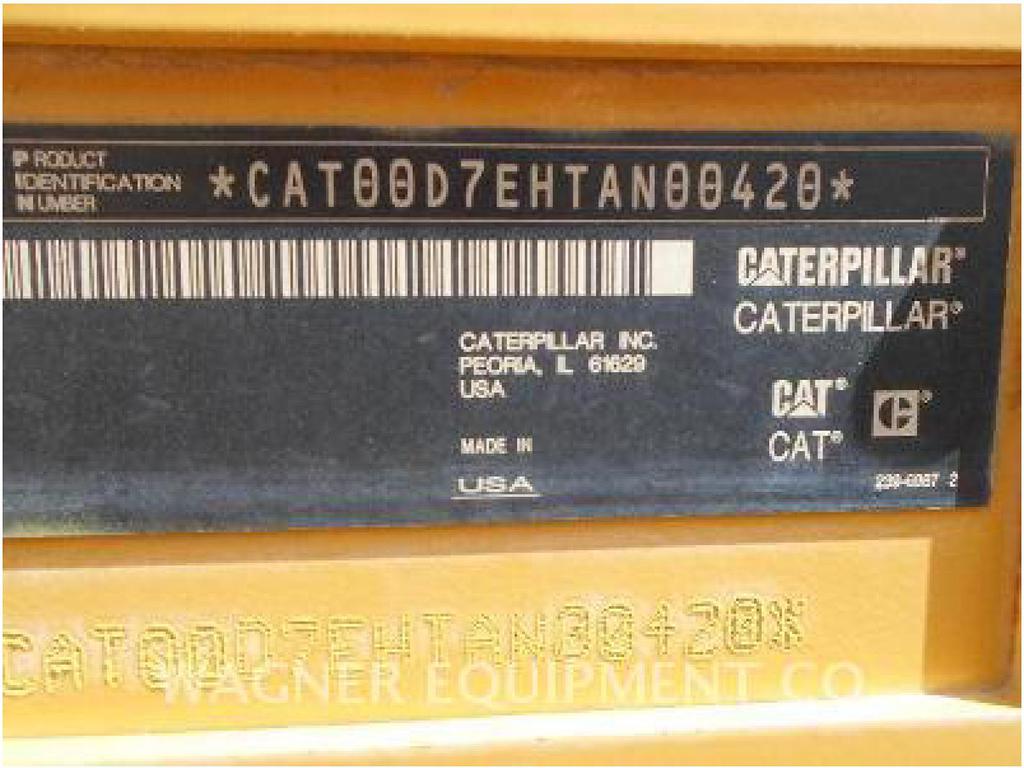 PRODUCT
IDENTIFICATION
NUMBER
*CAT00D7EHTAN00420*
CATERPILLAR®
CATERPILLAR®
CATERPILLAR INC.
PEORIA, IL 61629
USA
CAT®
C®
CAT®
MADE IN
USA
CAT00D7EHTAN00420*
WAGNER EQUIPMENT CO